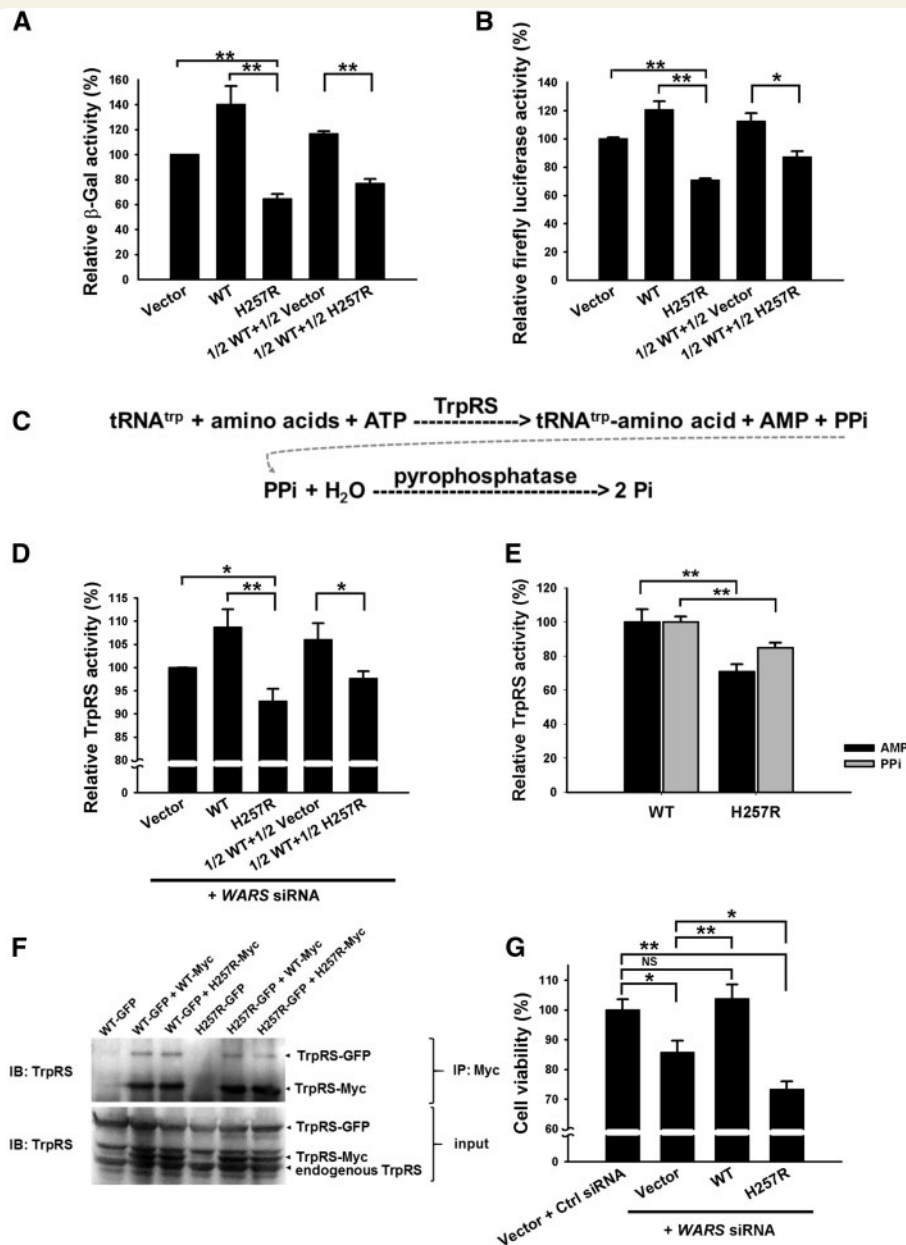 A
Relative β-Gal activity (%)
160
140
120
100
80
60
40
20
0
** ** **
Vector
WT
H257R
1/2 WT+1/2 Vector
1/2 WT+1/2 H257R
B
Relative firefly luciferase activity (%)
140
120
100
80
60
40
20
0
** ** *
Vector
WT
H257R
1/2 WT+1/2 Vector
1/2 WT+1/2 H257R
C
tRNAtrp + amino acids + ATP TrpRS -----------> tRNAtrp-amino acid + AMP + PPi
PPi + H2O pyrophosphatase -----------> 2 Pi
D
Relative TrpRS activity (%)
115
110
105
100
95
90
85
80
0
* ** *
Vector
WT
H257R
1/2 WT+1/2 Vector
1/2 WT+1/2 H257R
+ WARS siRNA
E
Relative TrpRS activity (%)
120
100
80
60
40
20
0
** **
WT
H257R
AMP
PPi
F
WT-GFP
WT-GFP + WT-Myc
WT-GFP + H257R-Myc
H257R-GFP
H257R-GFP + WT-Myc
H257R-GFP + H257R-Myc
IB: TrpRS
TrpRS-GFP
TrpRS-Myc
IP: Myc
IB: TrpRS
TrpRS-GFP
TrpRS-Myc
endogenous TrpRS
input
G
Cell viability (%)
110
100
90
80
70
60
0
*
** **
NS
*
Vector + Ctrl siRNA
Vector
WT
H257R
+ WARS siRNA